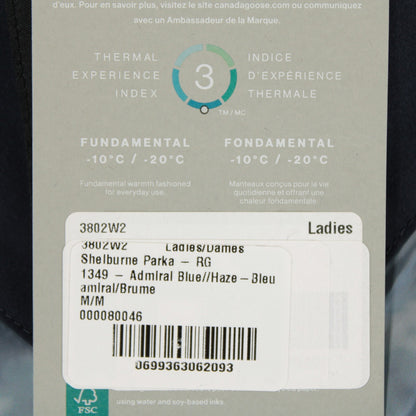 d'eux. Pour en savoir plus, visitez le site canadagoose.com ou communiquez
avec un Ambassadeur de la Marque.
THERMAL
EXPERIENCE
INDEX
3
TM/MC
INDICE
D'EXPÉRIENCE
THERMALE
FUNDAMENTAL
-10°C / -20°C
Fundamental warmth fashioned
for everyday use.
FONDAMENTAL
-10°C / -20°C
Manteaux conçus pour la vie
quotidienne et offrant une
chaleur fondamentale.
3802W2 Ladies
3802W2 Ladies/Dames
Shelburne Parka – RG
1349 – Admiral Blue//Haze – Bleu
amiral/Brume
M/M
000080046
0699363062093
FSC
using water and soy-based inks.